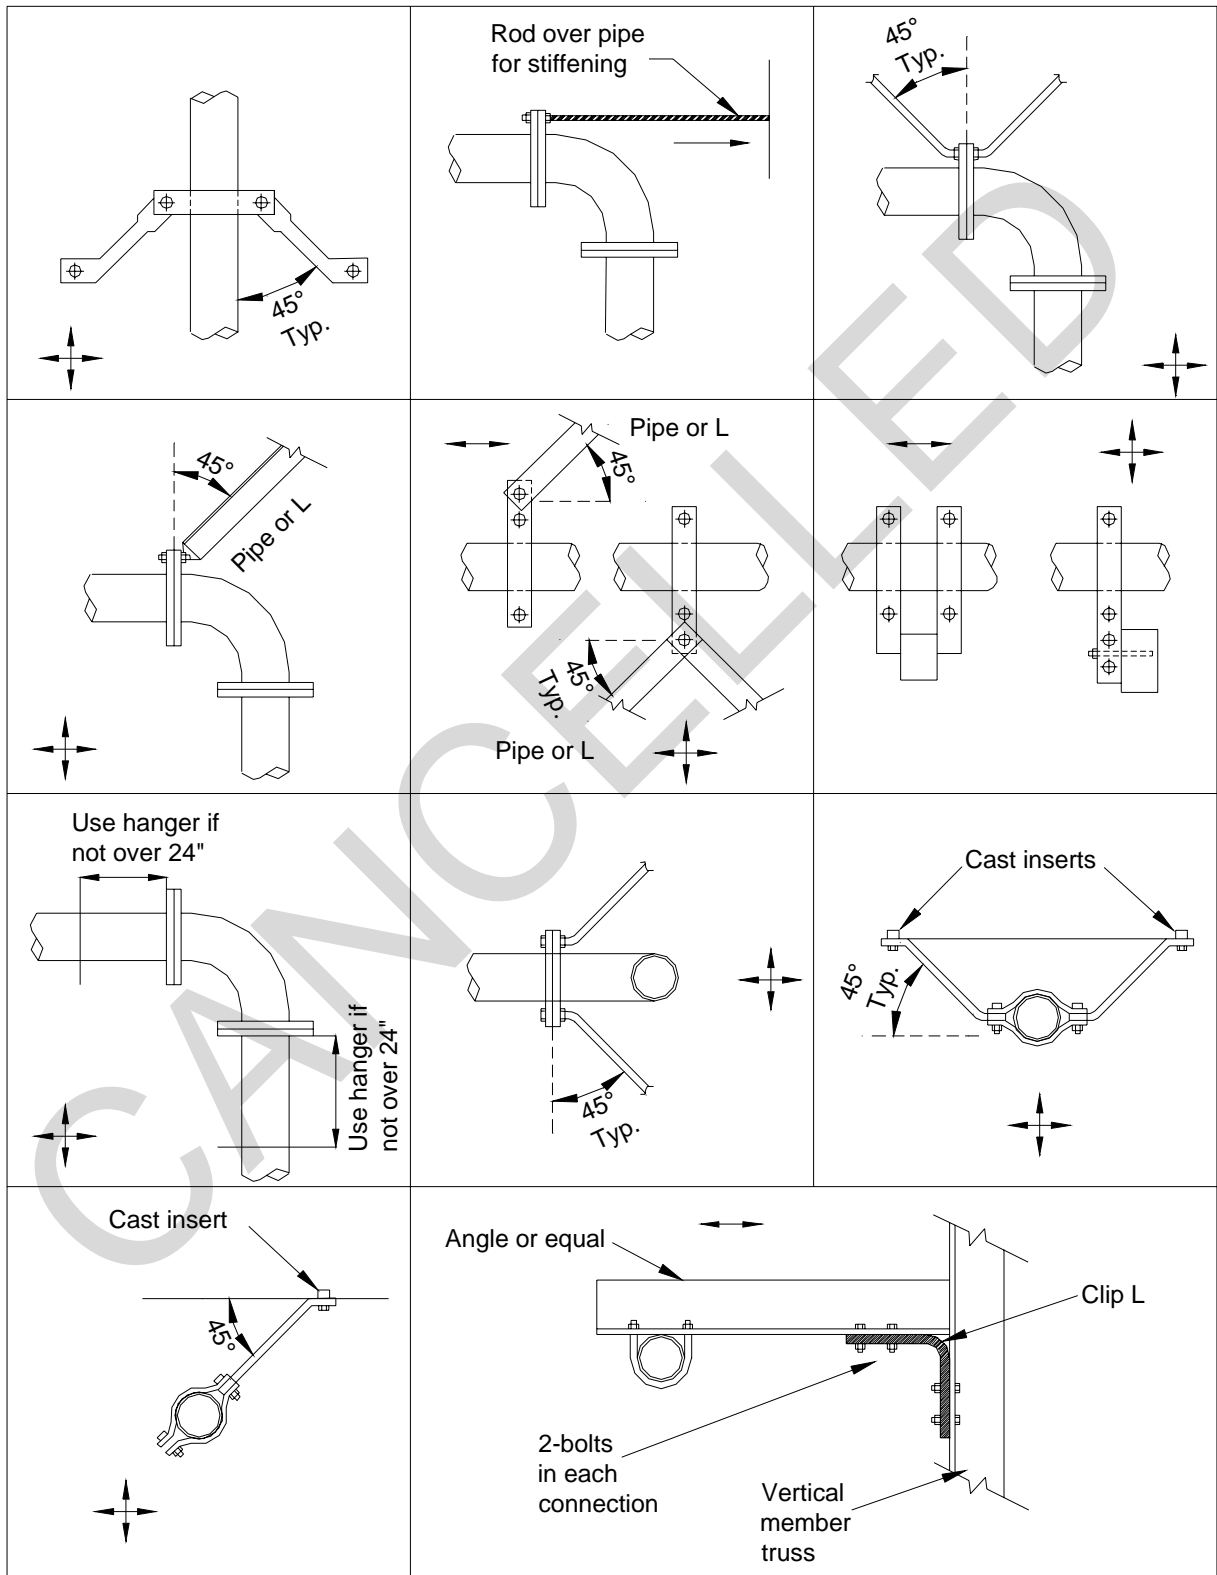 45°
Typ.
Rod over pipe
for stiffening
45°
Typ.
45°
Pipe or L
Pipe or L
45°
45°
Typ.
Pipe or L
Use hanger if
not over 24"
Use hanger if
not over 24"
45°
Typ.
Cast inserts
45°
Typ.
Cast insert
45°
Angle or equal
Clip L
2-bolts
in each
connection
Vertical
member
truss
CANCELLED